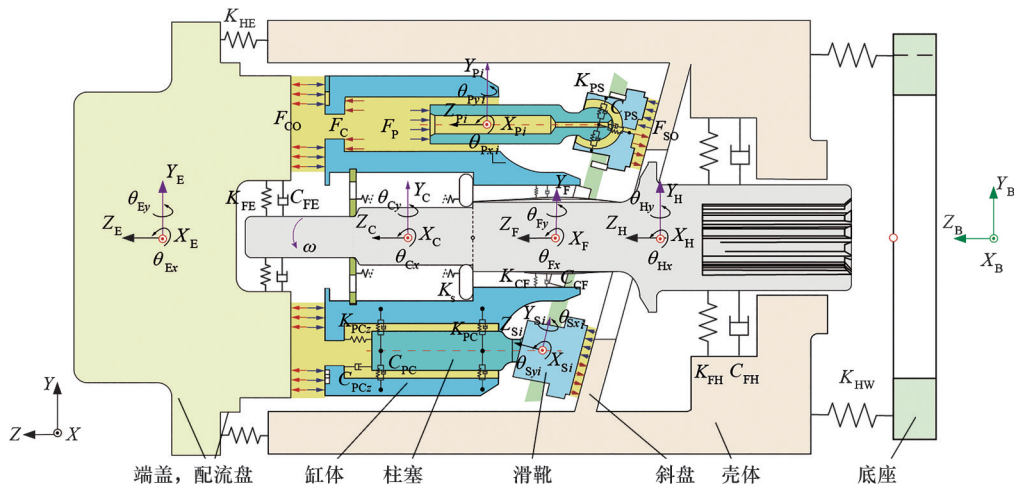 K_HE
Y_Pi
θ_Pyi
K_PS
C_PS
F_CO
F_C
F_P
Z_Pi
X_Pi
θ_Pxi
F_SO
Y_E
θ_Ey
Z_E
X_E
θ_Ex
K_FE
C_FE
ω
Y_C
θ_Cy
Z_C
X_C
θ_Cx
K_s
Y_F
θ_Fy
Z_F
X_F
θ_Fx
K_CF
C_CF
Y_H
θ_Hy
Z_H
X_H
θ_Hx
Y_B
Z_B
X_B
K_PCz
C_PCz
K_PC
C_PC
Y_Si
θ_Sxi
Z_Si
X_Si
θ_Syi
K_FH
C_FH
K_HW
Y
Z
X
端盖，配流盘
缸体
柱塞
滑靴
斜盘
壳体
底座